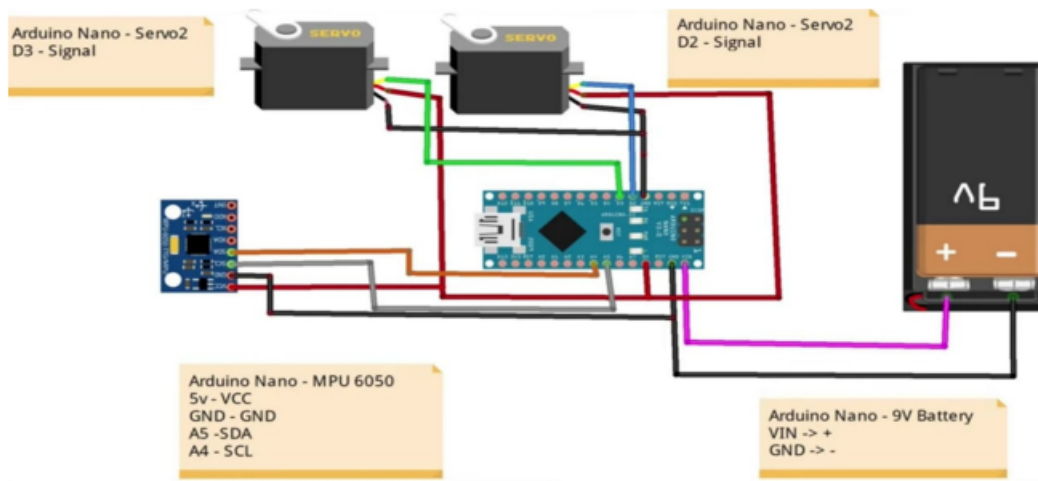 Arduino Nano - Servo2
D3 - Signal
SERVO
SERVO
Arduino Nano - Servo2
D2 - Signal
9V
+ -
Arduino Nano - MPU 6050
5v - VCC
GND - GND
A5 -SDA
A4 - SCL
Arduino Nano - 9V Battery
VIN -> +
GND -> -